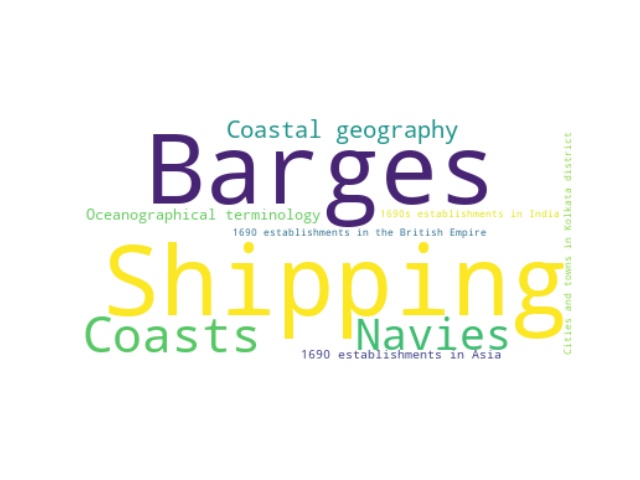 Coastal geography
Barges
Oceanographical terminology
1690s establishments in India
1690 establishments in the British Empire
Shipping
Coasts
Navies
1690 establishments in Asia
Cities and towns in Kolkata district